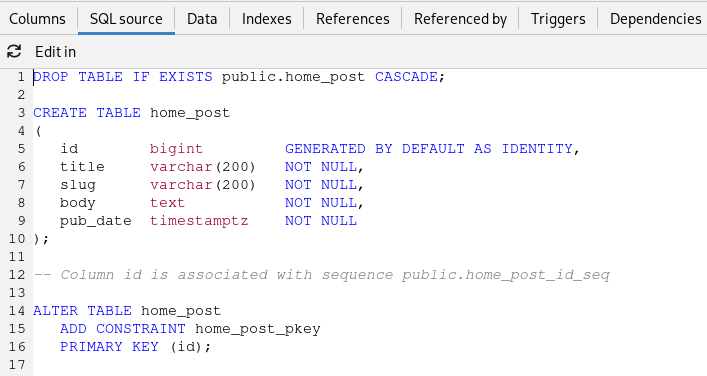 Columns SQL source Data Indexes References Referenced by Triggers Dependencies
Edit in
1 DROP TABLE IF EXISTS public.home_post CASCADE;
2
3 CREATE TABLE home_post
4 (
5 id bigint GENERATED BY DEFAULT AS IDENTITY,
6 title varchar(200) NOT NULL,
7 slug varchar(200) NOT NULL,
8 body text NOT NULL,
9 pub_date timestamptz NOT NULL
10 );
11
12 -- Column id is associated with sequence public.home_post_id_seq
13
14 ALTER TABLE home_post
15 ADD CONSTRAINT home_post_pkey
16 PRIMARY KEY (id);
17